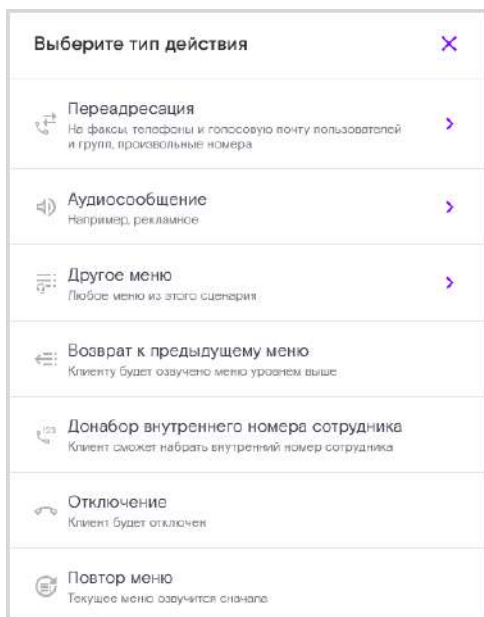 Выберите тип действия
Переадресация
На факсы, телефоны и голосовую почту пользователей
и групп, произвольные номера
Аудиосообщение
Например, рекламное
Другое меню
Любое меню из этого сценария
Возврат к предыдущему меню
Клиенту будет озвучено меню уровнем выше
Донабор внутреннего номера сотрудника
Клиент сможет набрать внутренний номер сотрудника
Отключение
Клиент будет отключен
Повтор меню
Текущее меню озвучится сначала